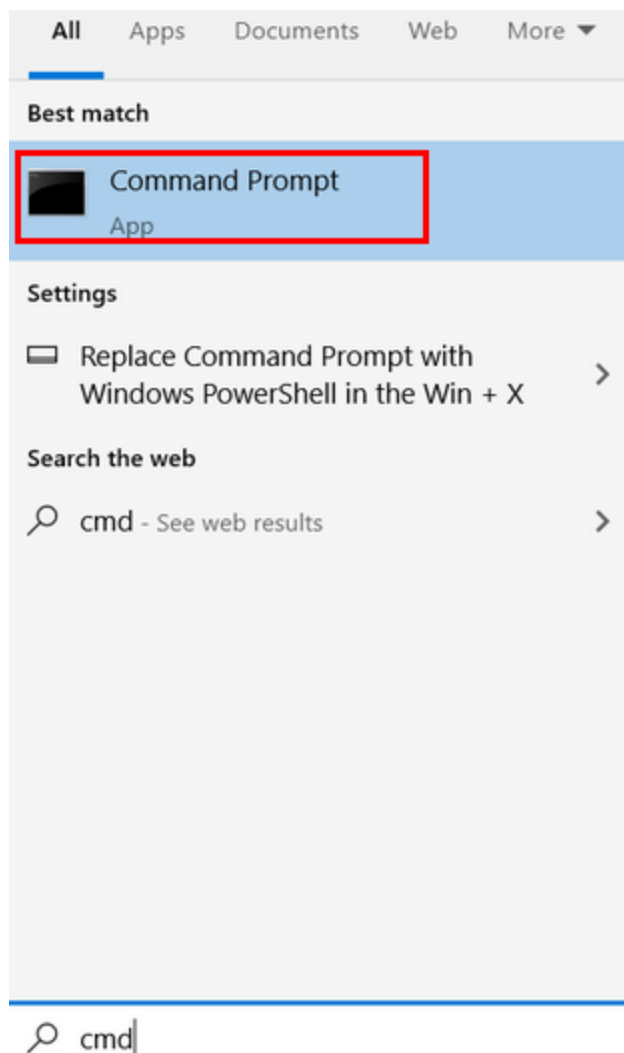 All Apps Documents Web More
Best match
Command Prompt
App
Settings
Replace Command Prompt with
Windows PowerShell in the Win + X
Search the web
cmd - See web results
cmd